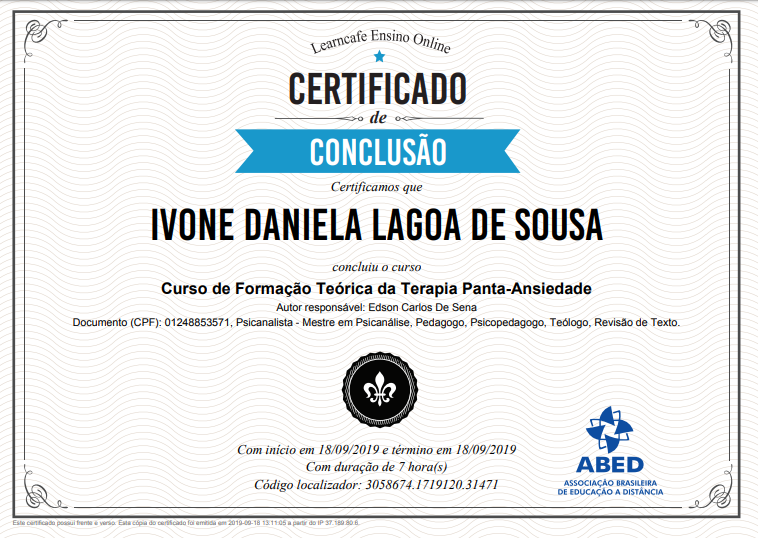 Learncafe Ensino Online
CERTIFICADO
de
CONCLUSÃO
Certificamos que
IVONE DANIELA LAGOA DE SOUSA
concluiu o curso
Curso de Formação Teórica da Terapia Panta-Ansiedade
Autor responsável: Edson Carlos De Sena
Documento (CPF): 01248853571, Psicanalista - Mestre em Psicanálise, Pedagogo, Psicopedagogo, Teólogo, Revisão de Texto.
Com início em 18/09/2019 e término em 18/09/2019
Com duração de 7 hora(s)
Código localizador: 3058674.1719120.31471
ABED
ASSOCIAÇÃO BRASILEIRA
DE EDUCAÇÃO A DISTÂNCIA
Este certificado possui frente e verso. Esta cópia do certificado foi emitida em 2019-09-18 13:11:05 a partir do IP 37.189.80.6.